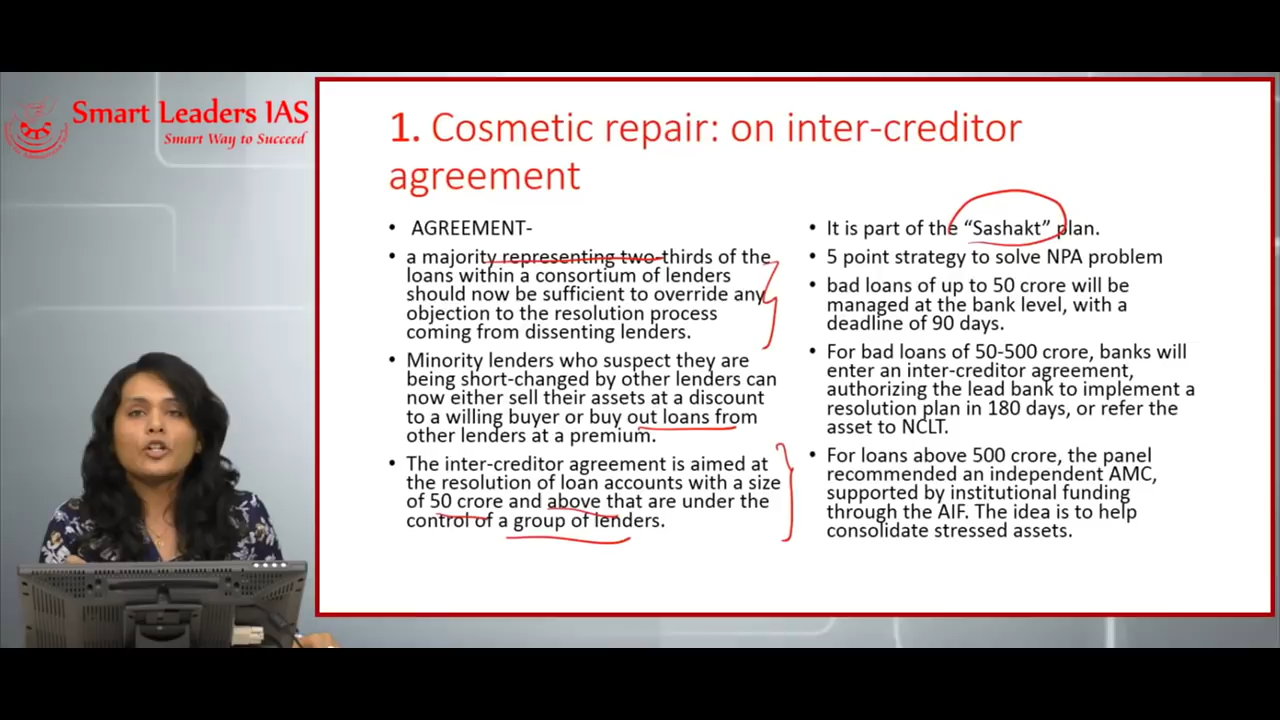 Smart Leaders IAS
Smart Way to Succeed
1. Cosmetic repair: on inter-creditor
agreement
• AGREEMENT-
• a majority representing two-thirds of the
loans within a consortium of lenders
should now be sufficient to override any
objection to the resolution process
coming from dissenting lenders.
• Minority lenders who suspect they are
being short-changed by other lenders can
now either sell their assets at a discount
to a willing buyer or buy out loans from
other lenders at a premium.
• The inter-creditor agreement is aimed at
the resolution of loan accounts with a size
of 50 crore and above that are under the
control of a group of lenders.
• It is part of the “Sashakt” plan.
• 5 point strategy to solve NPA problem
• bad loans of up to 50 crore will be
managed at the bank level, with a
deadline of 90 days.
• For bad loans of 50-500 crore, banks will
enter an inter-creditor agreement,
authorizing the lead bank to implement a
resolution plan in 180 days, or refer the
asset to NCLT.
• For loans above 500 crore, the panel
recommended an independent AMC,
supported by institutional funding
through the AIF. The idea is to help
consolidate stressed assets.